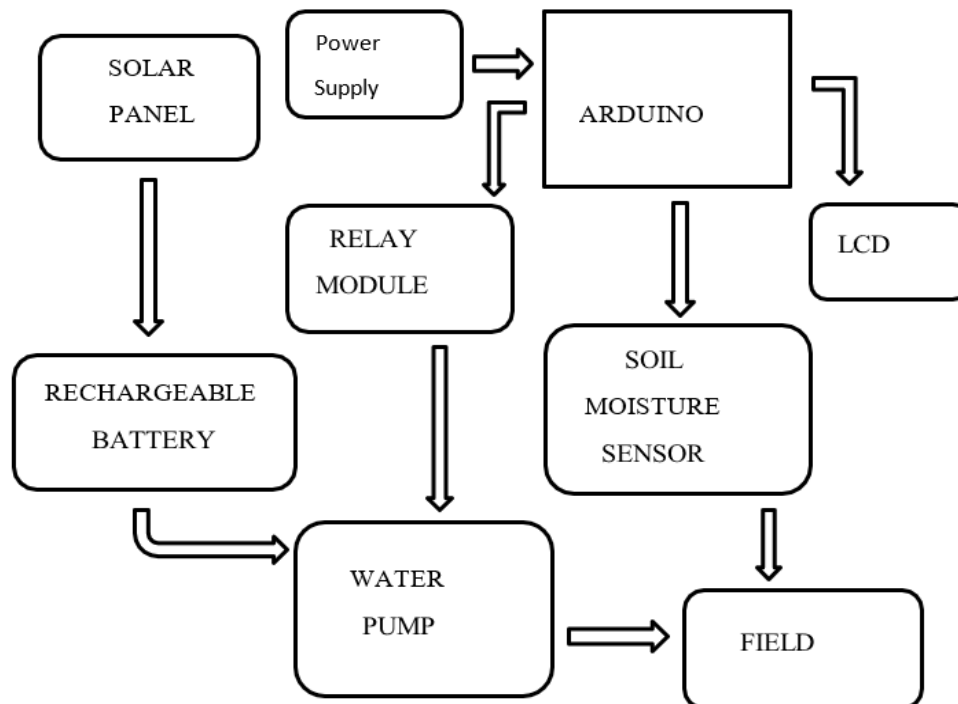 SOLAR
PANEL
Power
Supply
ARDUINO
RELAY
MODULE
LCD
RECHARGEABLE
BATTERY
SOIL
MOISTURE
SENSOR
WATER
PUMP
FIELD